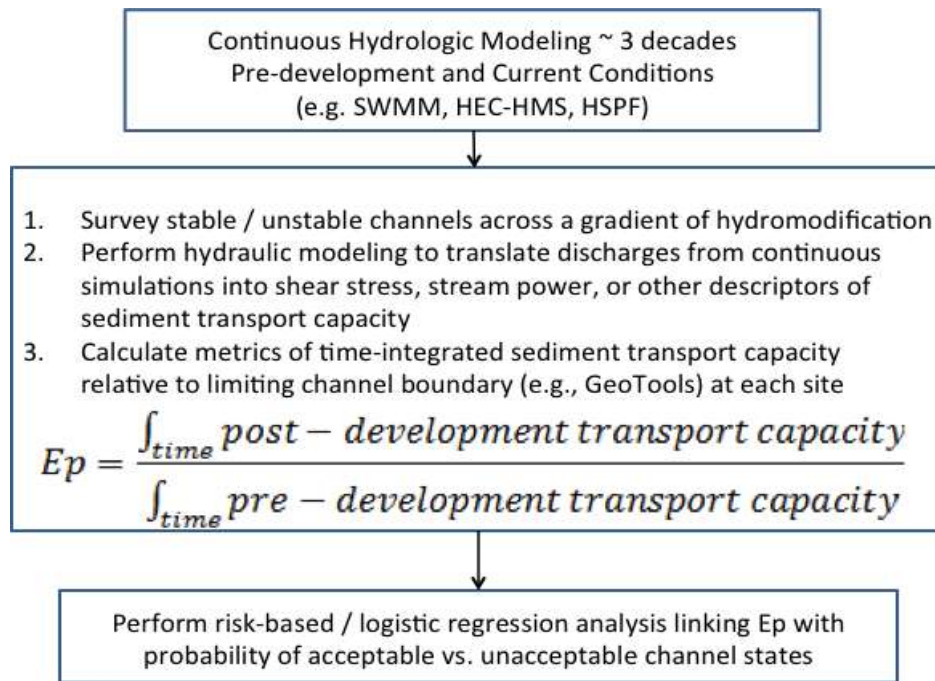 Continuous Hydrologic Modeling ~ 3 decades
Pre-development and Current Conditions
(e.g. SWMM, HEC-HMS, HSPF)
1. Survey stable / unstable channels across a gradient of hydromodification
2. Perform hydraulic modeling to translate discharges from continuous
simulations into shear stress, stream power, or other descriptors of
sediment transport capacity
3. Calculate metrics of time-integrated sediment transport capacity
relative to limiting channel boundary (e.g., GeoTools) at each site
∫time post − development transport capacity
Ep =
∫time pre − development transport capacity
Perform risk-based / logistic regression analysis linking Ep with
probability of acceptable vs. unacceptable channel states